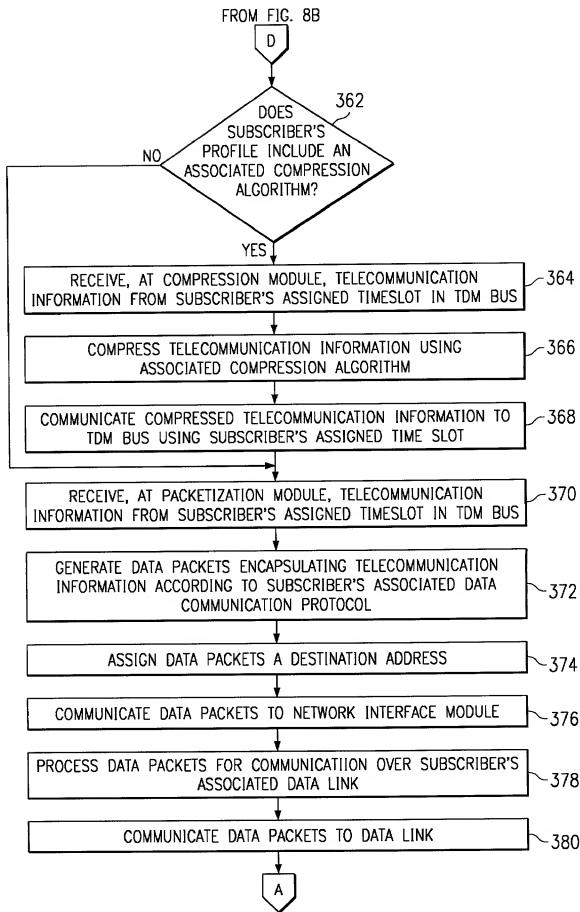 FROM FIG. 8B
D
362
DOES
SUBSCRIBER'S
PROFILE INCLUDE AN
ASSOCIATED COMPRESSION
ALGORITHM?
NO
YES
RECEIVE, AT COMPRESSION MODULE, TELECOMMUNICATION
INFORMATION FROM SUBSCRIBER'S ASSIGNED TIMESLOT IN TDM BUS
364
COMPRESS TELECOMMUNICATION INFORMATION USING
ASSOCIATED COMPRESSION ALGORITHM
366
COMMUNICATE COMPRESSED TELECOMMUNICATION INFORMATION TO
TDM BUS USING SUBSCRIBER'S ASSIGNED TIME SLOT
368
RECEIVE, AT PACKETIZATION MODULE, TELECOMMUNICATION
INFORMATION FROM SUBSCRIBER'S ASSIGNED TIMESLOT IN TDM BUS
370
GENERATE DATA PACKETS ENCAPSULATING TELECOMMUNICATION
INFORMATION ACCORDING TO SUBSCRIBER'S ASSOCIATED DATA
COMMUNICATION PROTOCOL
372
ASSIGN DATA PACKETS A DESTINATION ADDRESS
374
COMMUNICATE DATA PACKETS TO NETWORK INTERFACE MODULE
376
PROCESS DATA PACKETS FOR COMMUNICATIION OVER SUBSCRIBER'S
ASSOCIATED DATA LINK
378
COMMUNICATE DATA PACKETS TO DATA LINK
380
A